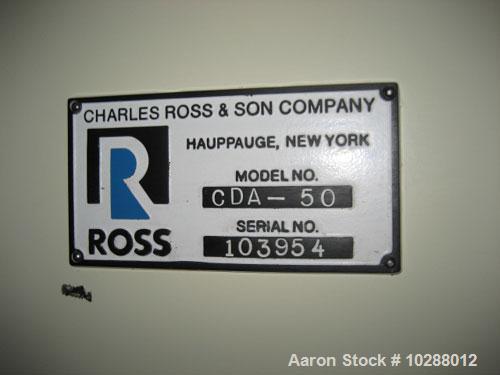 CHARLES ROSS & SON COMPANY
HAUPPAUGE, NEW YORK
R
ROSS
MODEL NO.
CDA-50
SERIAL NO.
103954
Aaron Stock # 10288012